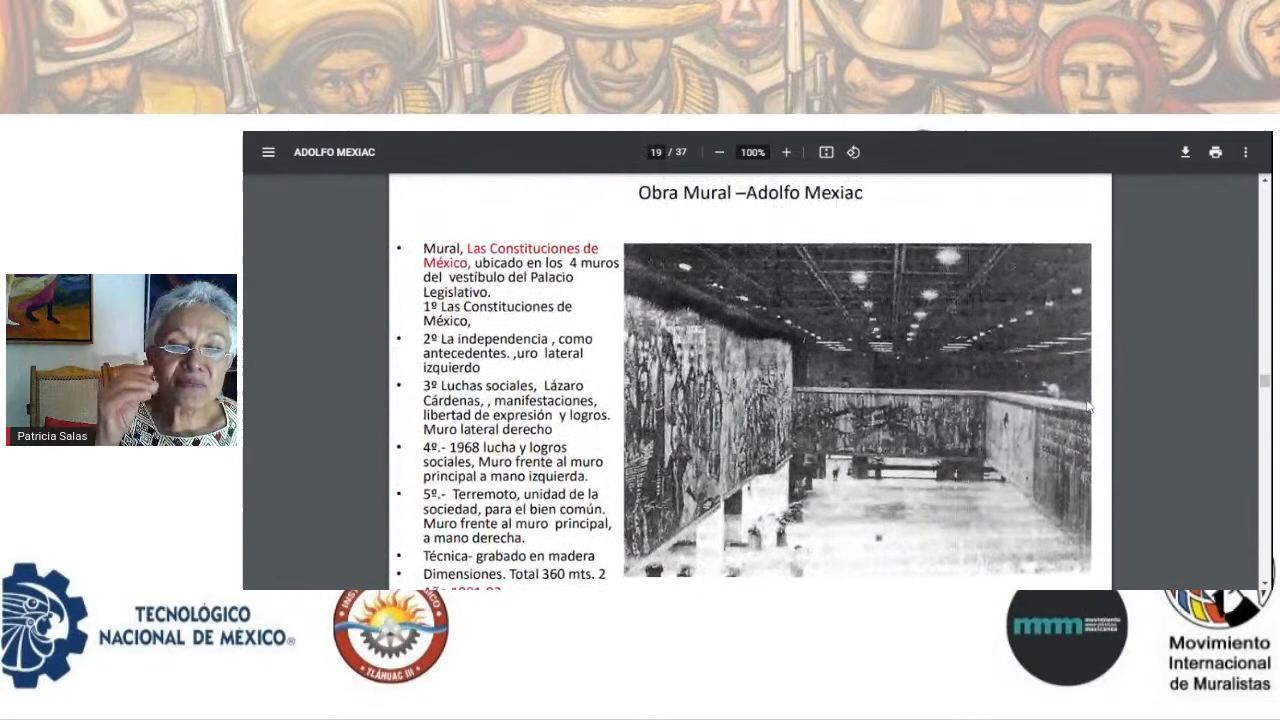 ADOLFO MEXIAC
19 / 37
100%
Obra Mural –Adolfo Mexiac
• Mural, Las Constituciones de
México, ubicado en los 4 muros
del vestíbulo del Palacio
Legislativo.
1º Las Constituciones de
México,
• 2º La independencia , como
antecedentes. ,uro lateral
izquierdo
• 3º Luchas sociales, Lázaro
Cárdenas, , manifestaciones,
libertad de expresión y logros.
Muro lateral derecho
• 4º.- 1968 lucha y logros
sociales, Muro frente al muro
principal a mano izquierda.
• 5º.- Terremoto, unidad de la
sociedad, para el bien común.
Muro frente al muro principal,
a mano derecha.
• Técnica- grabado en madera
• Dimensiones. Total 360 mts. 2
Patricia Salas
TECNOLÓGICO
NACIONAL DE MÉXICO®
TLÁHUAC III
mmm movimiento
mexicano
Movimiento
Internacional
de Muralistas